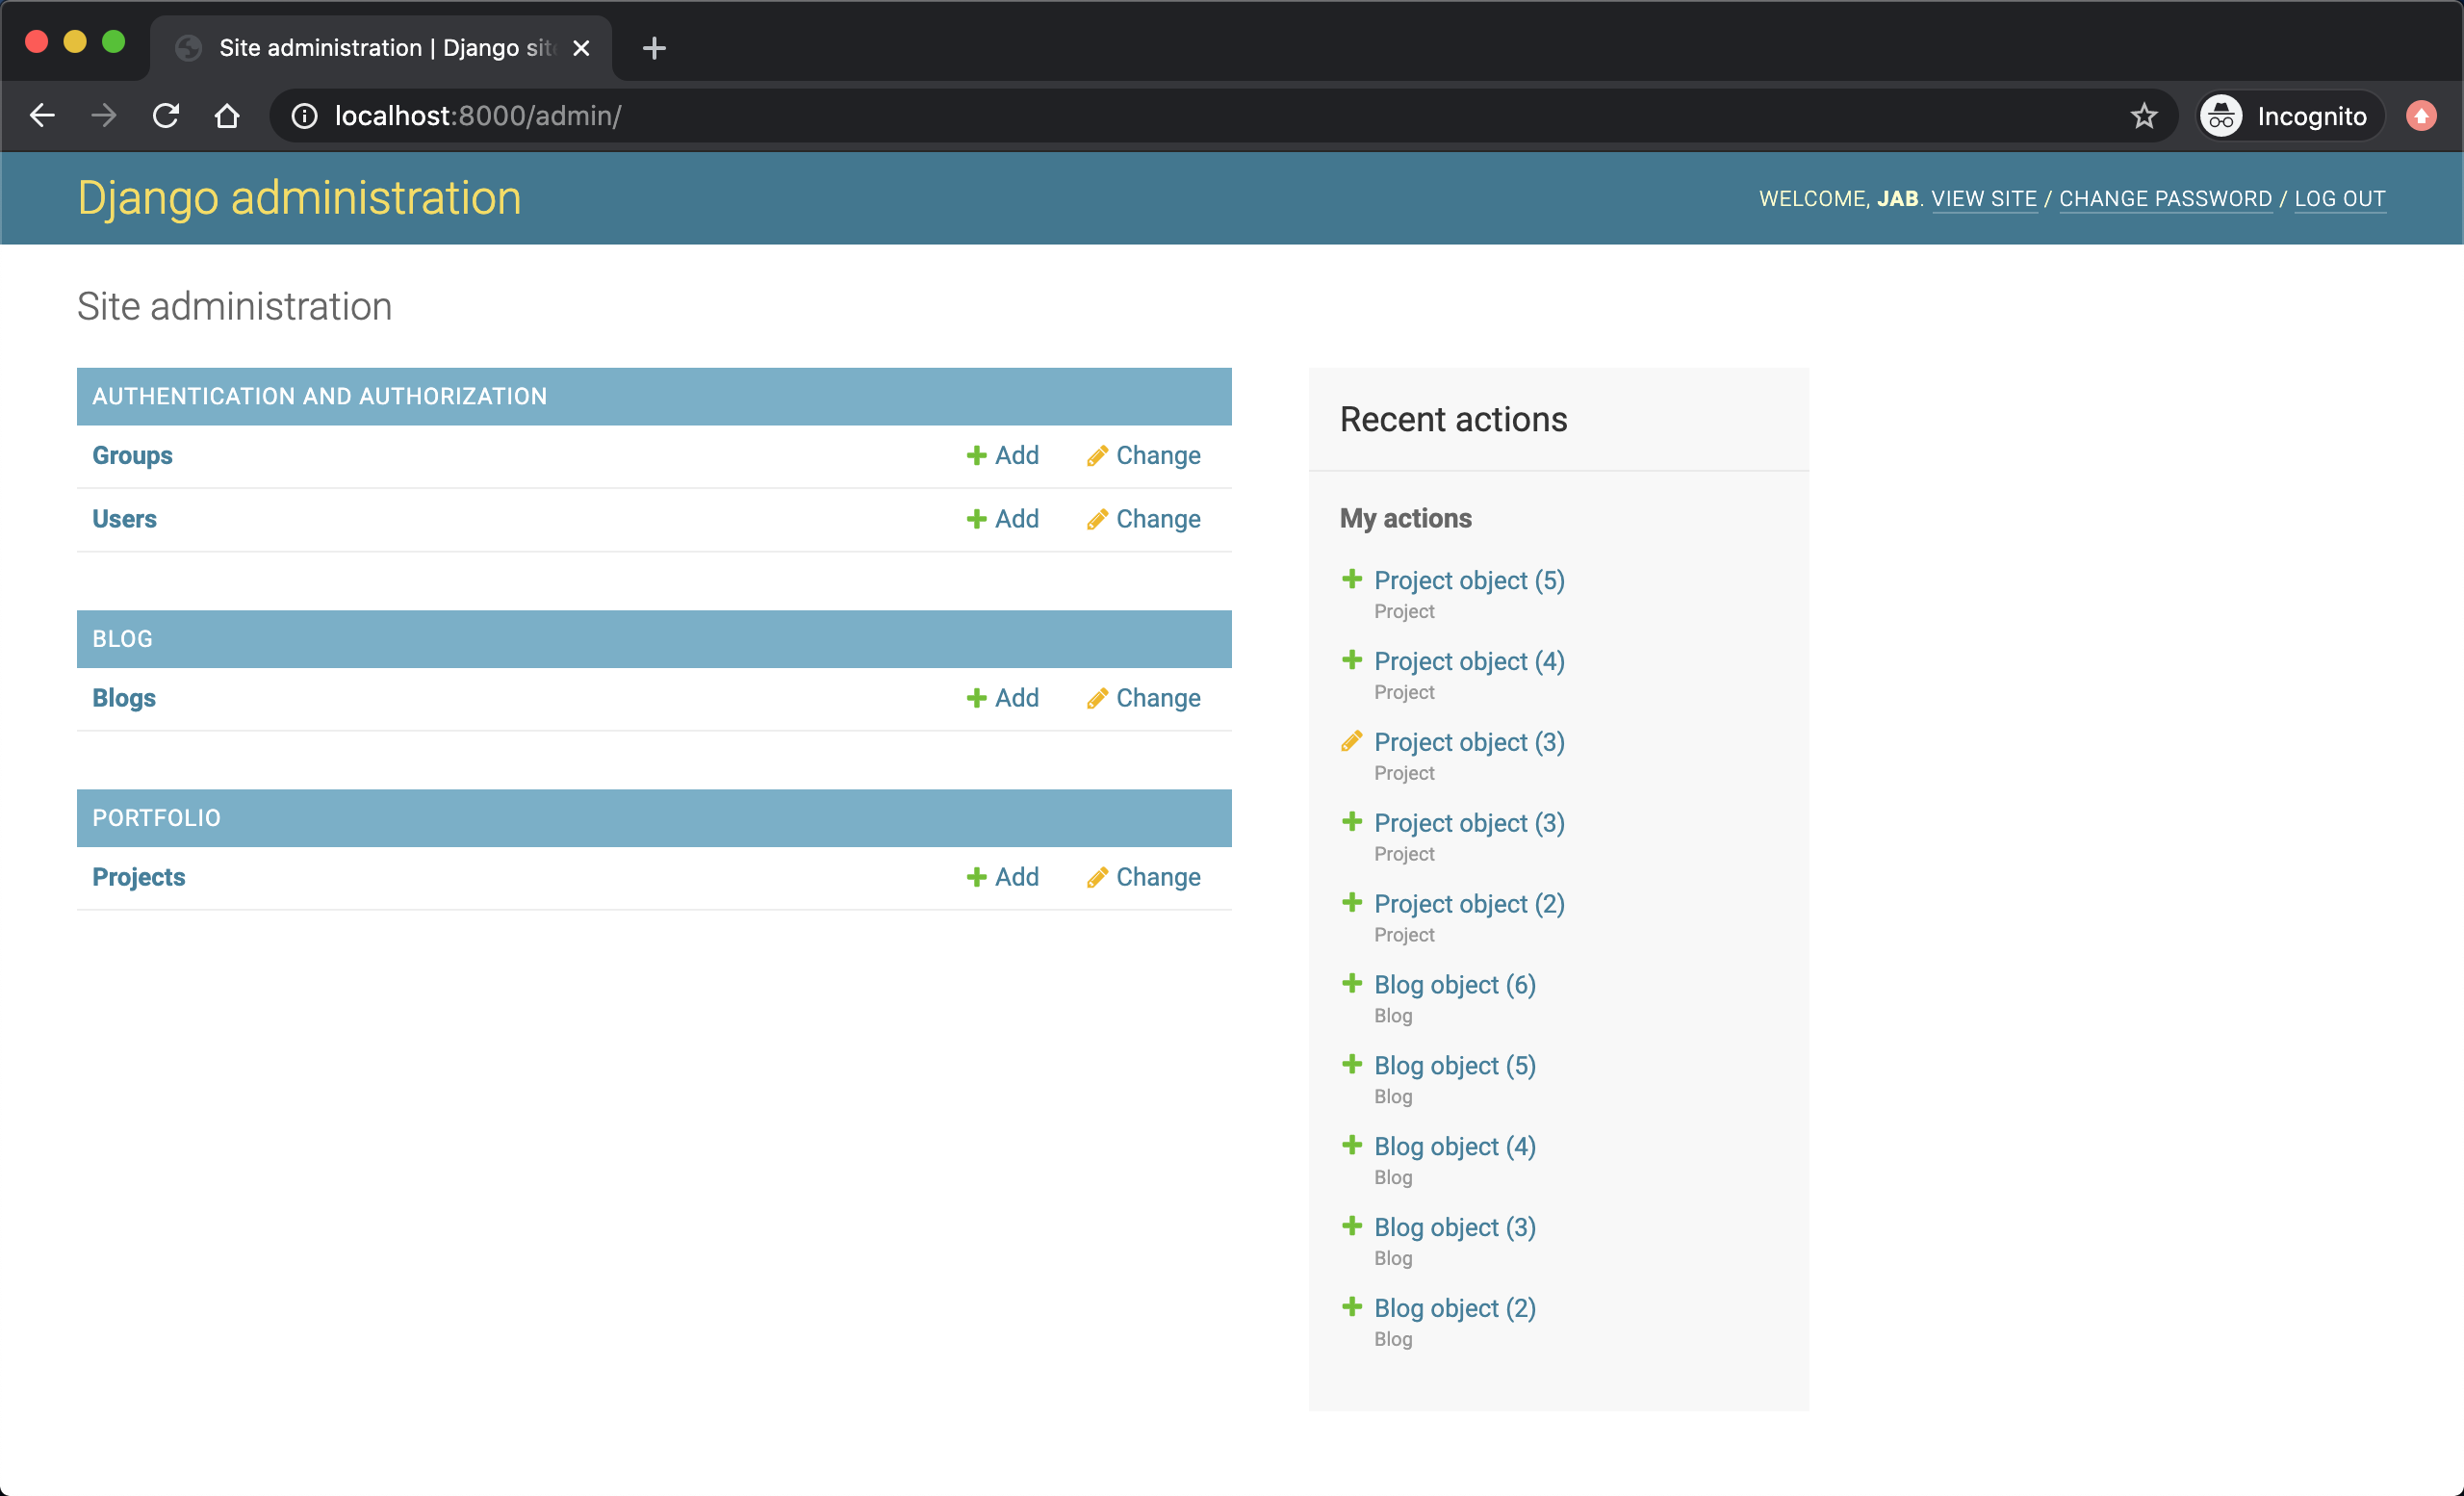 Site administration | Django sit
localhost:8000/admin/
Incognito
Django administration
WELCOME, JAB. VIEW SITE / CHANGE PASSWORD / LOG OUT
Site administration
AUTHENTICATION AND AUTHORIZATION
Groups Add Change
Users Add Change
BLOG
Blogs Add Change
PORTFOLIO
Projects Add Change
Recent actions
My actions
Project object (5)
Project
Project object (4)
Project
Project object (3)
Project
Project object (3)
Project
Project object (2)
Project
Blog object (6)
Blog
Blog object (5)
Blog
Blog object (4)
Blog
Blog object (3)
Blog
Blog object (2)
Blog